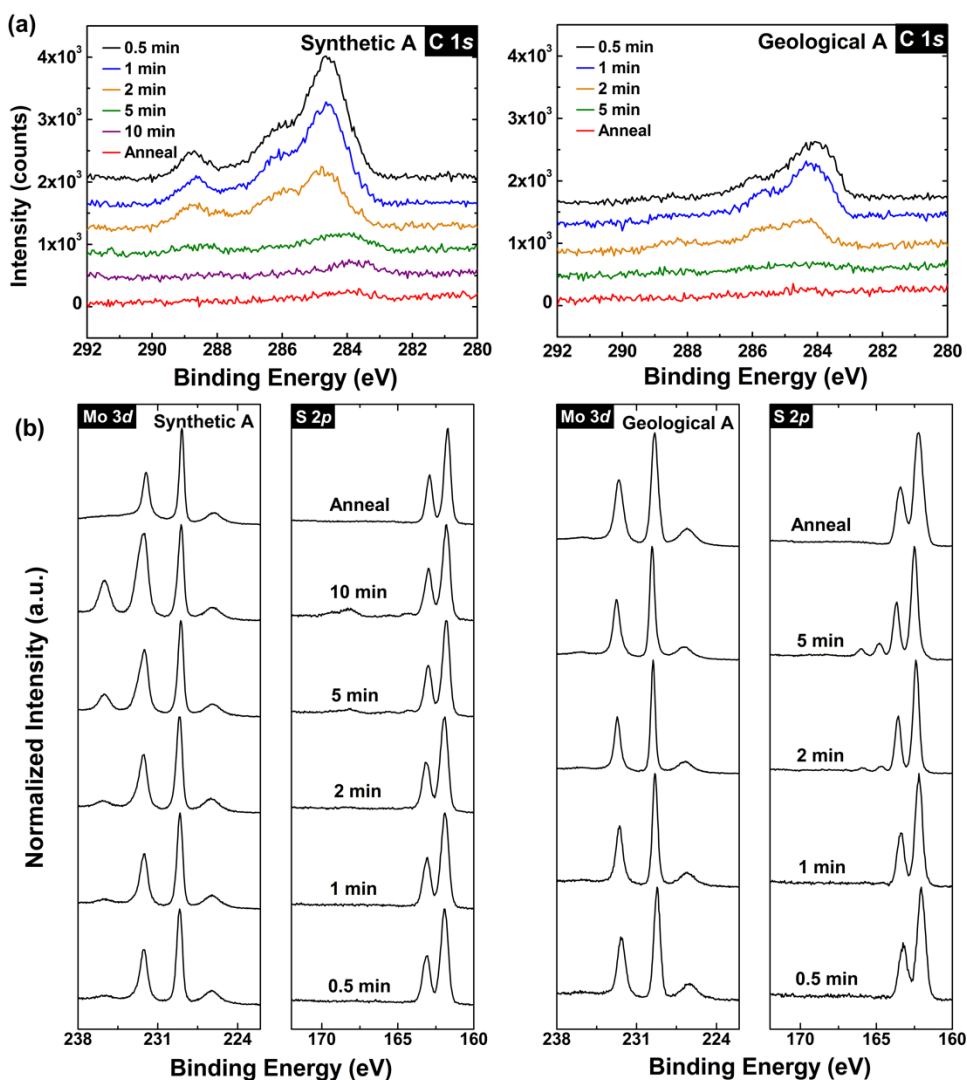 (a)
Synthetic A
C 1s
0.5 min
1 min
2 min
5 min
10 min
Anneal
4x10³
3x10³
2x10³
1x10³
0
Intensity (counts)
292 290 288 286 284 282 280
Binding Energy (eV)
Geological A
C 1s
0.5 min
1 min
2 min
5 min
Anneal
4x10³
3x10³
2x10³
1x10³
0
292 290 288 286 284 282 280
Binding Energy (eV)
(b)
Normalized Intensity (a.u.)
Mo 3d
Synthetic A
238 231 224
S 2p
Anneal
10 min
5 min
2 min
1 min
0.5 min
170 165 160
Binding Energy (eV)
Mo 3d
Geological A
238 231 224
S 2p
Anneal
5 min
2 min
1 min
0.5 min
170 165 160
Binding Energy (eV)